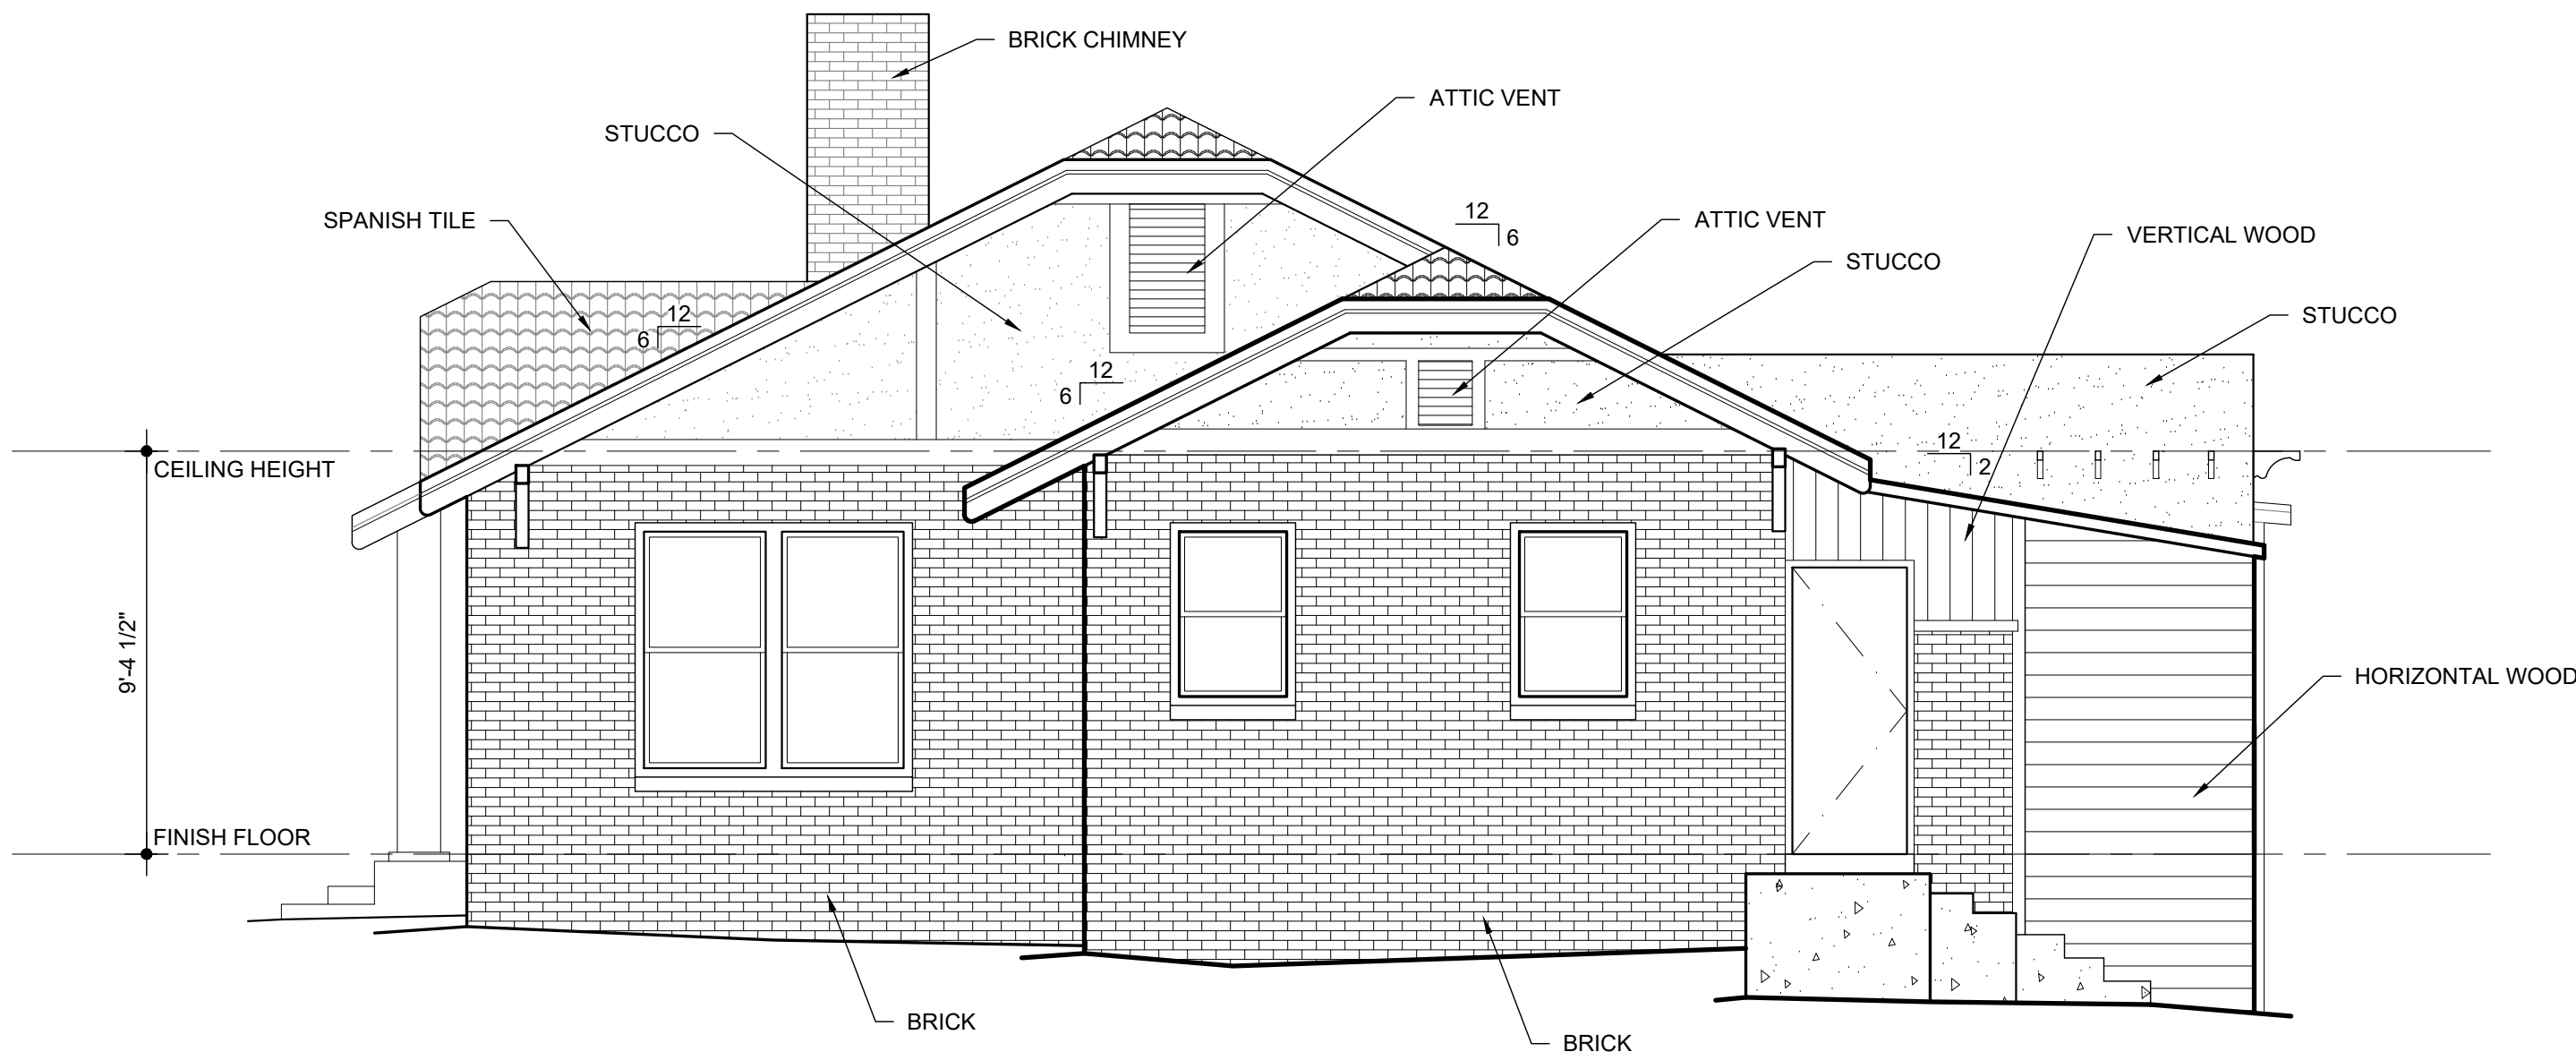 BRICK CHIMNEY
ATTIC VENT
STUCCO
SPANISH TILE
12
6
ATTIC VENT
VERTICAL WOOD
STUCCO
STUCCO
12
6
12
6
12
2
CEILING HEIGHT
9'-4 1/2"
HORIZONTAL WOOD
FINISH FLOOR
BRICK
BRICK